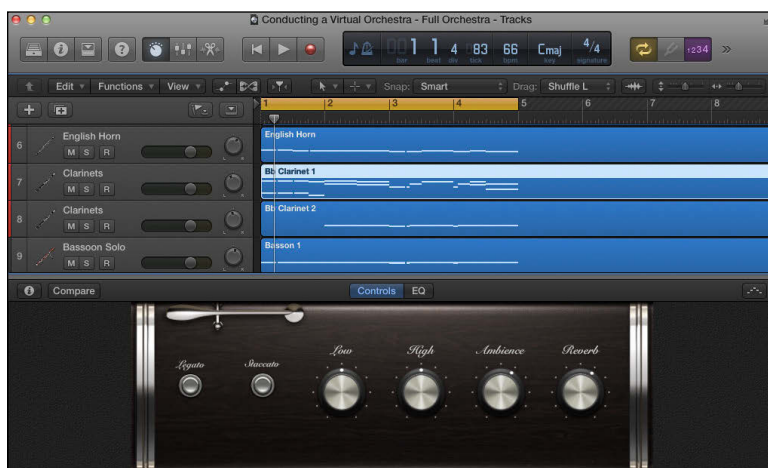 Conducting a Virtual Orchestra - Full Orchestra - Tracks
001 1 4 83 66 Cmaj 4/4
bar beat div tick bpm key signature
1234
Edit Functions View Snap: Smart Drag: Shuffle L
1 2 3 4 5 6 7 8
6 English Horn
M S R
English Horn
7 Clarinets
M S R
Bb Clarinet 1
8 Clarinets
M S R
Bb Clarinet 2
9 Bassoon Solo
M S R
Basson 1
Compare Controls EQ
Legato Staccato Low High Ambience Reverb